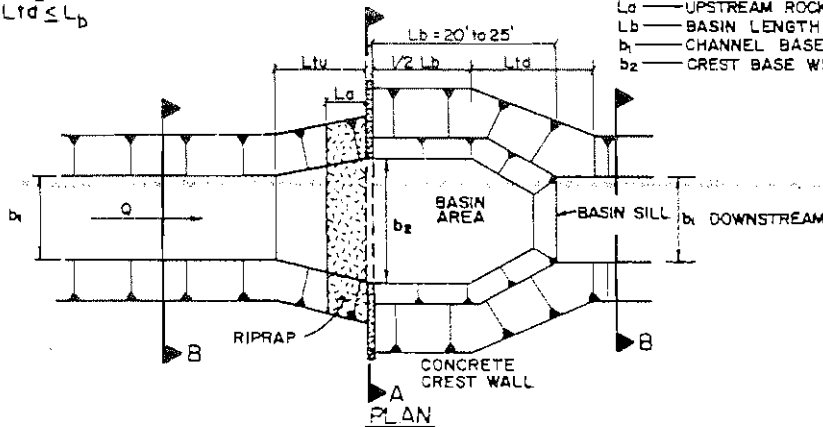 Ltd ≤ Lb
La — UPSTREAM ROCK
Lb — BASIN LENGTH
b₁ — CHANNEL BASE
b₂ — CREST BASE W
Lb = 20' to 25'
Ltu
1/2 Lb
Ltd
La
b₁
Q
b₂
BASIN AREA
BASIN SILL
b₁ DOWNSTREAM
RIPRAP
B
B
CONCRETE
CREST WALL
A
PLAN